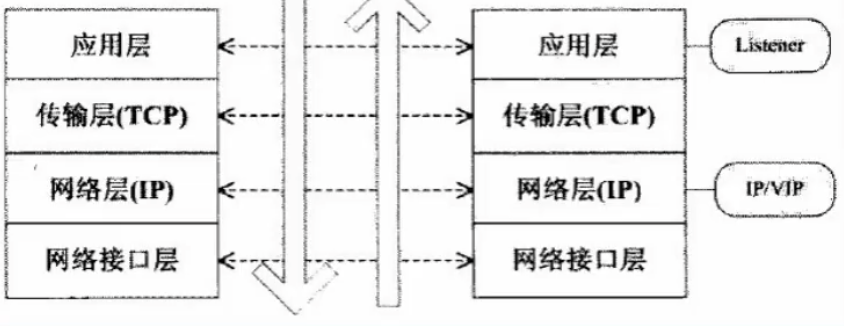 应用层
应用层
Listener
传输层(TCP)
传输层(TCP)
网络层(IP)
网络层(IP)
IP/VIP
网络接口层
网络接口层